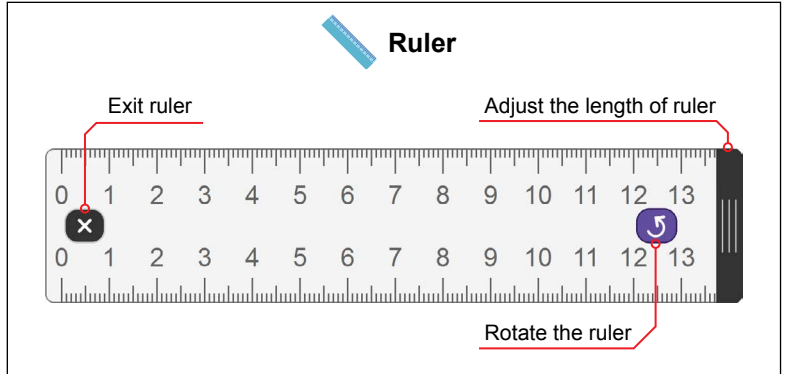 Ruler
Exit ruler
Adjust the length of ruler
0 1 2 3 4 5 6 7 8 9 10 11 12 13
0 1 2 3 4 5 6 7 8 9 10 11 12 13
Rotate the ruler